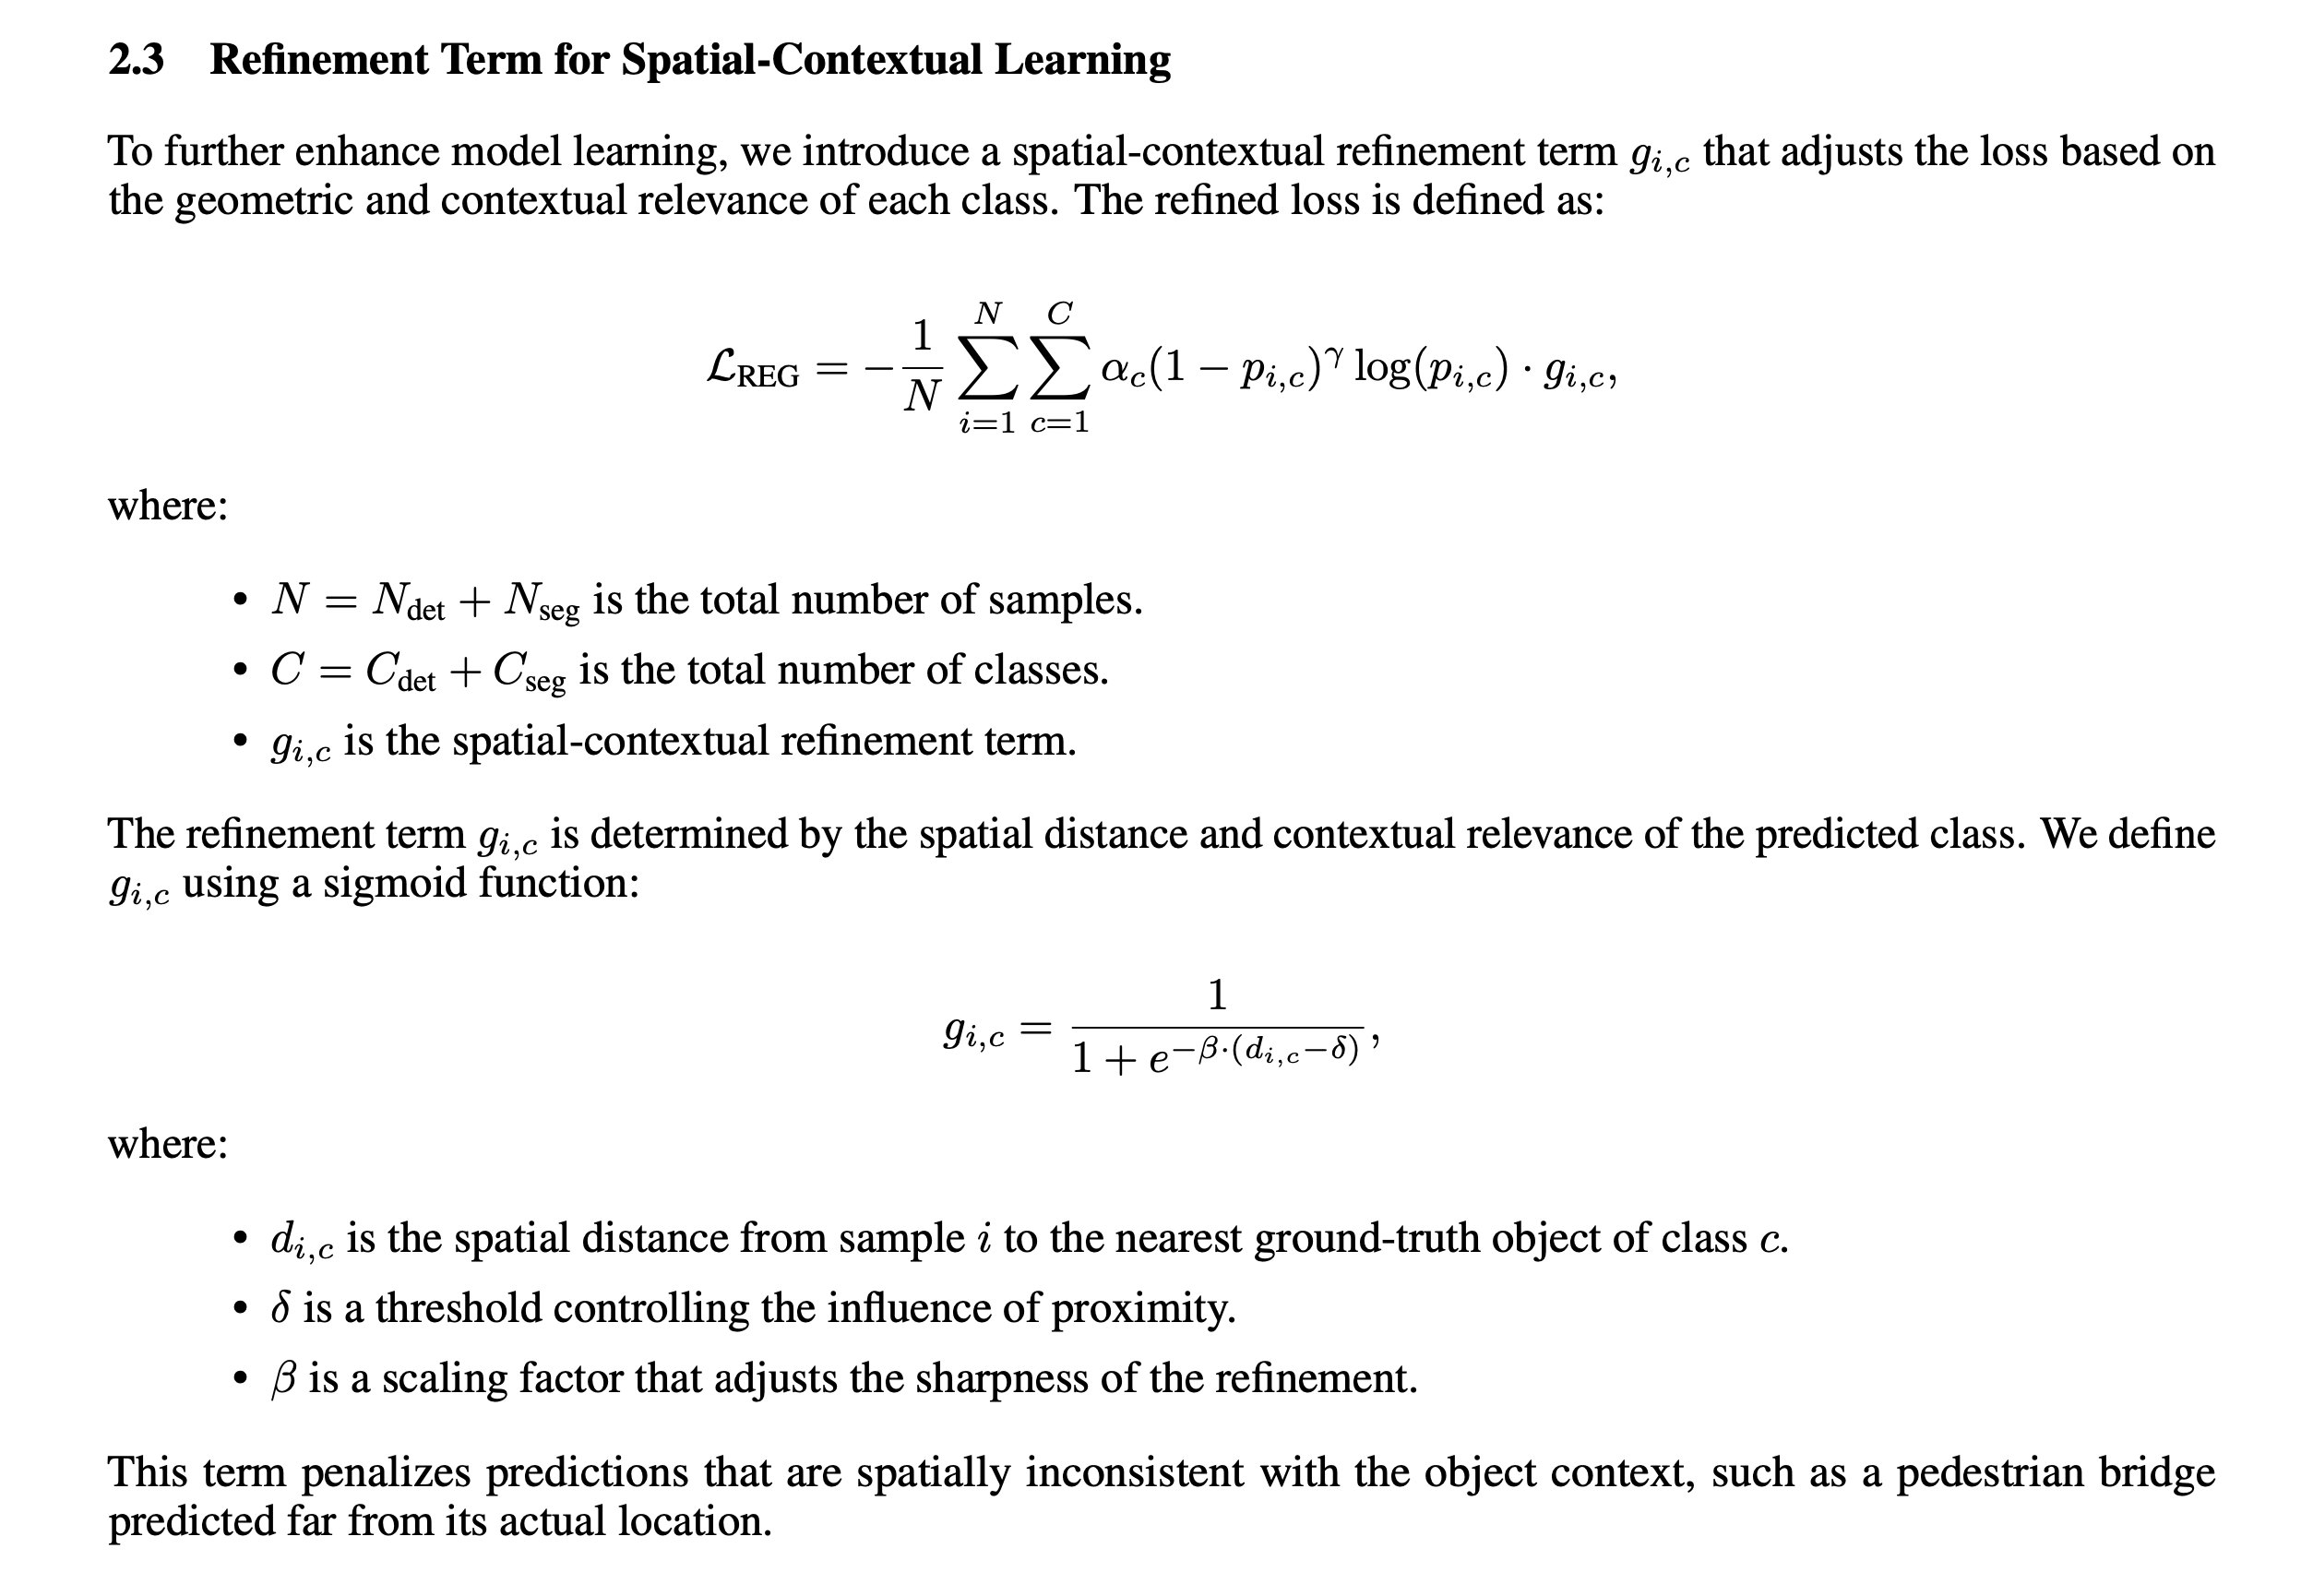 2.3 Refinement Term for Spatial-Contextual Learning
To further enhance model learning, we introduce a spatial-contextual refinement term $g_{i,c}$ that adjusts the loss based on
the geometric and contextual relevance of each class. The refined loss is defined as:
$\mathcal{L}_{\text{REG}} = -\frac{1}{N} \sum_{i=1}^{N} \sum_{c=1}^{C} \alpha_c (1 - p_{i,c})^{\gamma} \log(p_{i,c}) \cdot g_{i,c},$
where:
• $N = N_{\text{det}} + N_{\text{seg}}$ is the total number of samples.
• $C = C_{\text{det}} + C_{\text{seg}}$ is the total number of classes.
• $g_{i,c}$ is the spatial-contextual refinement term.
The refinement term $g_{i,c}$ is determined by the spatial distance and contextual relevance of the predicted class. We define
$g_{i,c}$ using a sigmoid function:
$g_{i,c} = \frac{1}{1 + e^{-\beta \cdot (d_{i,c} - \delta)}},$
where:
• $d_{i,c}$ is the spatial distance from sample $i$ to the nearest ground-truth object of class $c$.
• $\delta$ is a threshold controlling the influence of proximity.
• $\beta$ is a scaling factor that adjusts the sharpness of the refinement.
This term penalizes predictions that are spatially inconsistent with the object context, such as a pedestrian bridge
predicted far from its actual location.